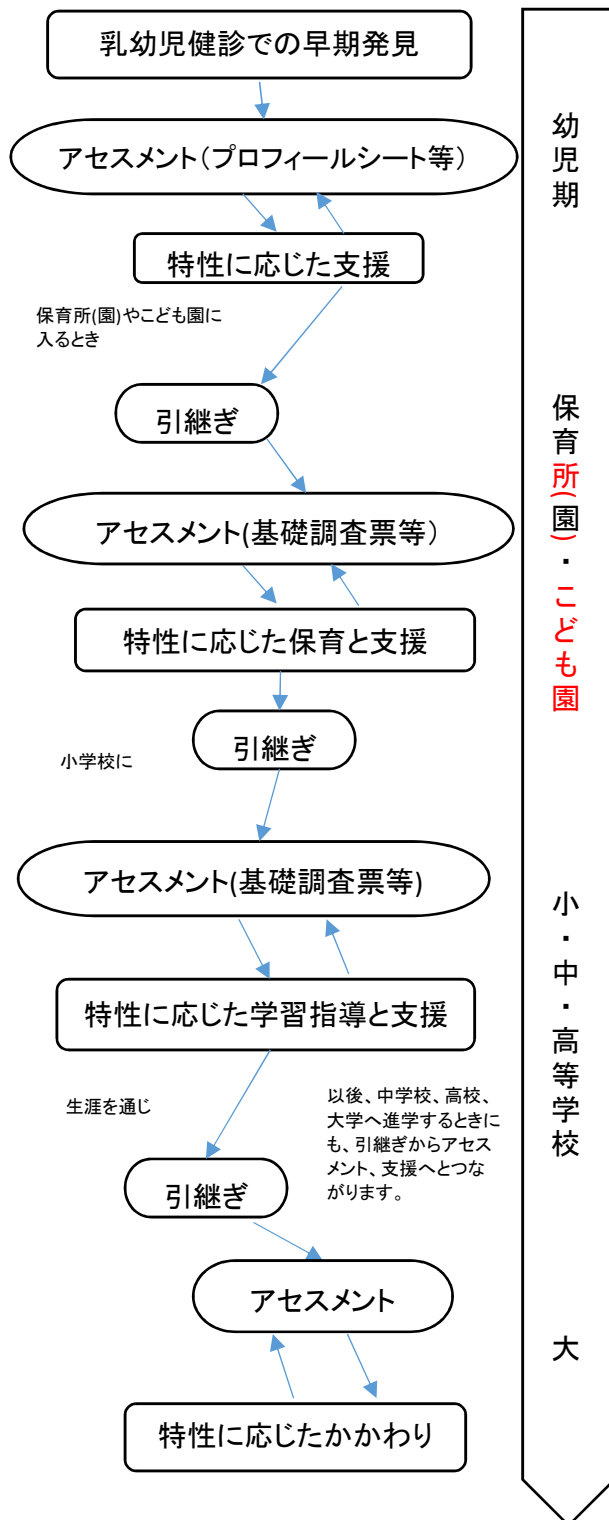 乳幼児健診での早期発見
アセスメント（プロフィールシート等）
特性に応じた支援
保育所(園)やこども園に
入るとき
引継ぎ
アセスメント(基礎調査票等）
特性に応じた保育と支援
引継ぎ
小学校に
アセスメント(基礎調査票等)
特性に応じた学習指導と支援
生涯を通じ
以後、中学校、高校、
大学へ進学するときに
も、引継ぎからアセス
メント、支援へとつな
がります。
引継ぎ
アセスメント
特性に応じたかかわり
幼児期
保育所(園)・こども園
小・中・高等学校
大